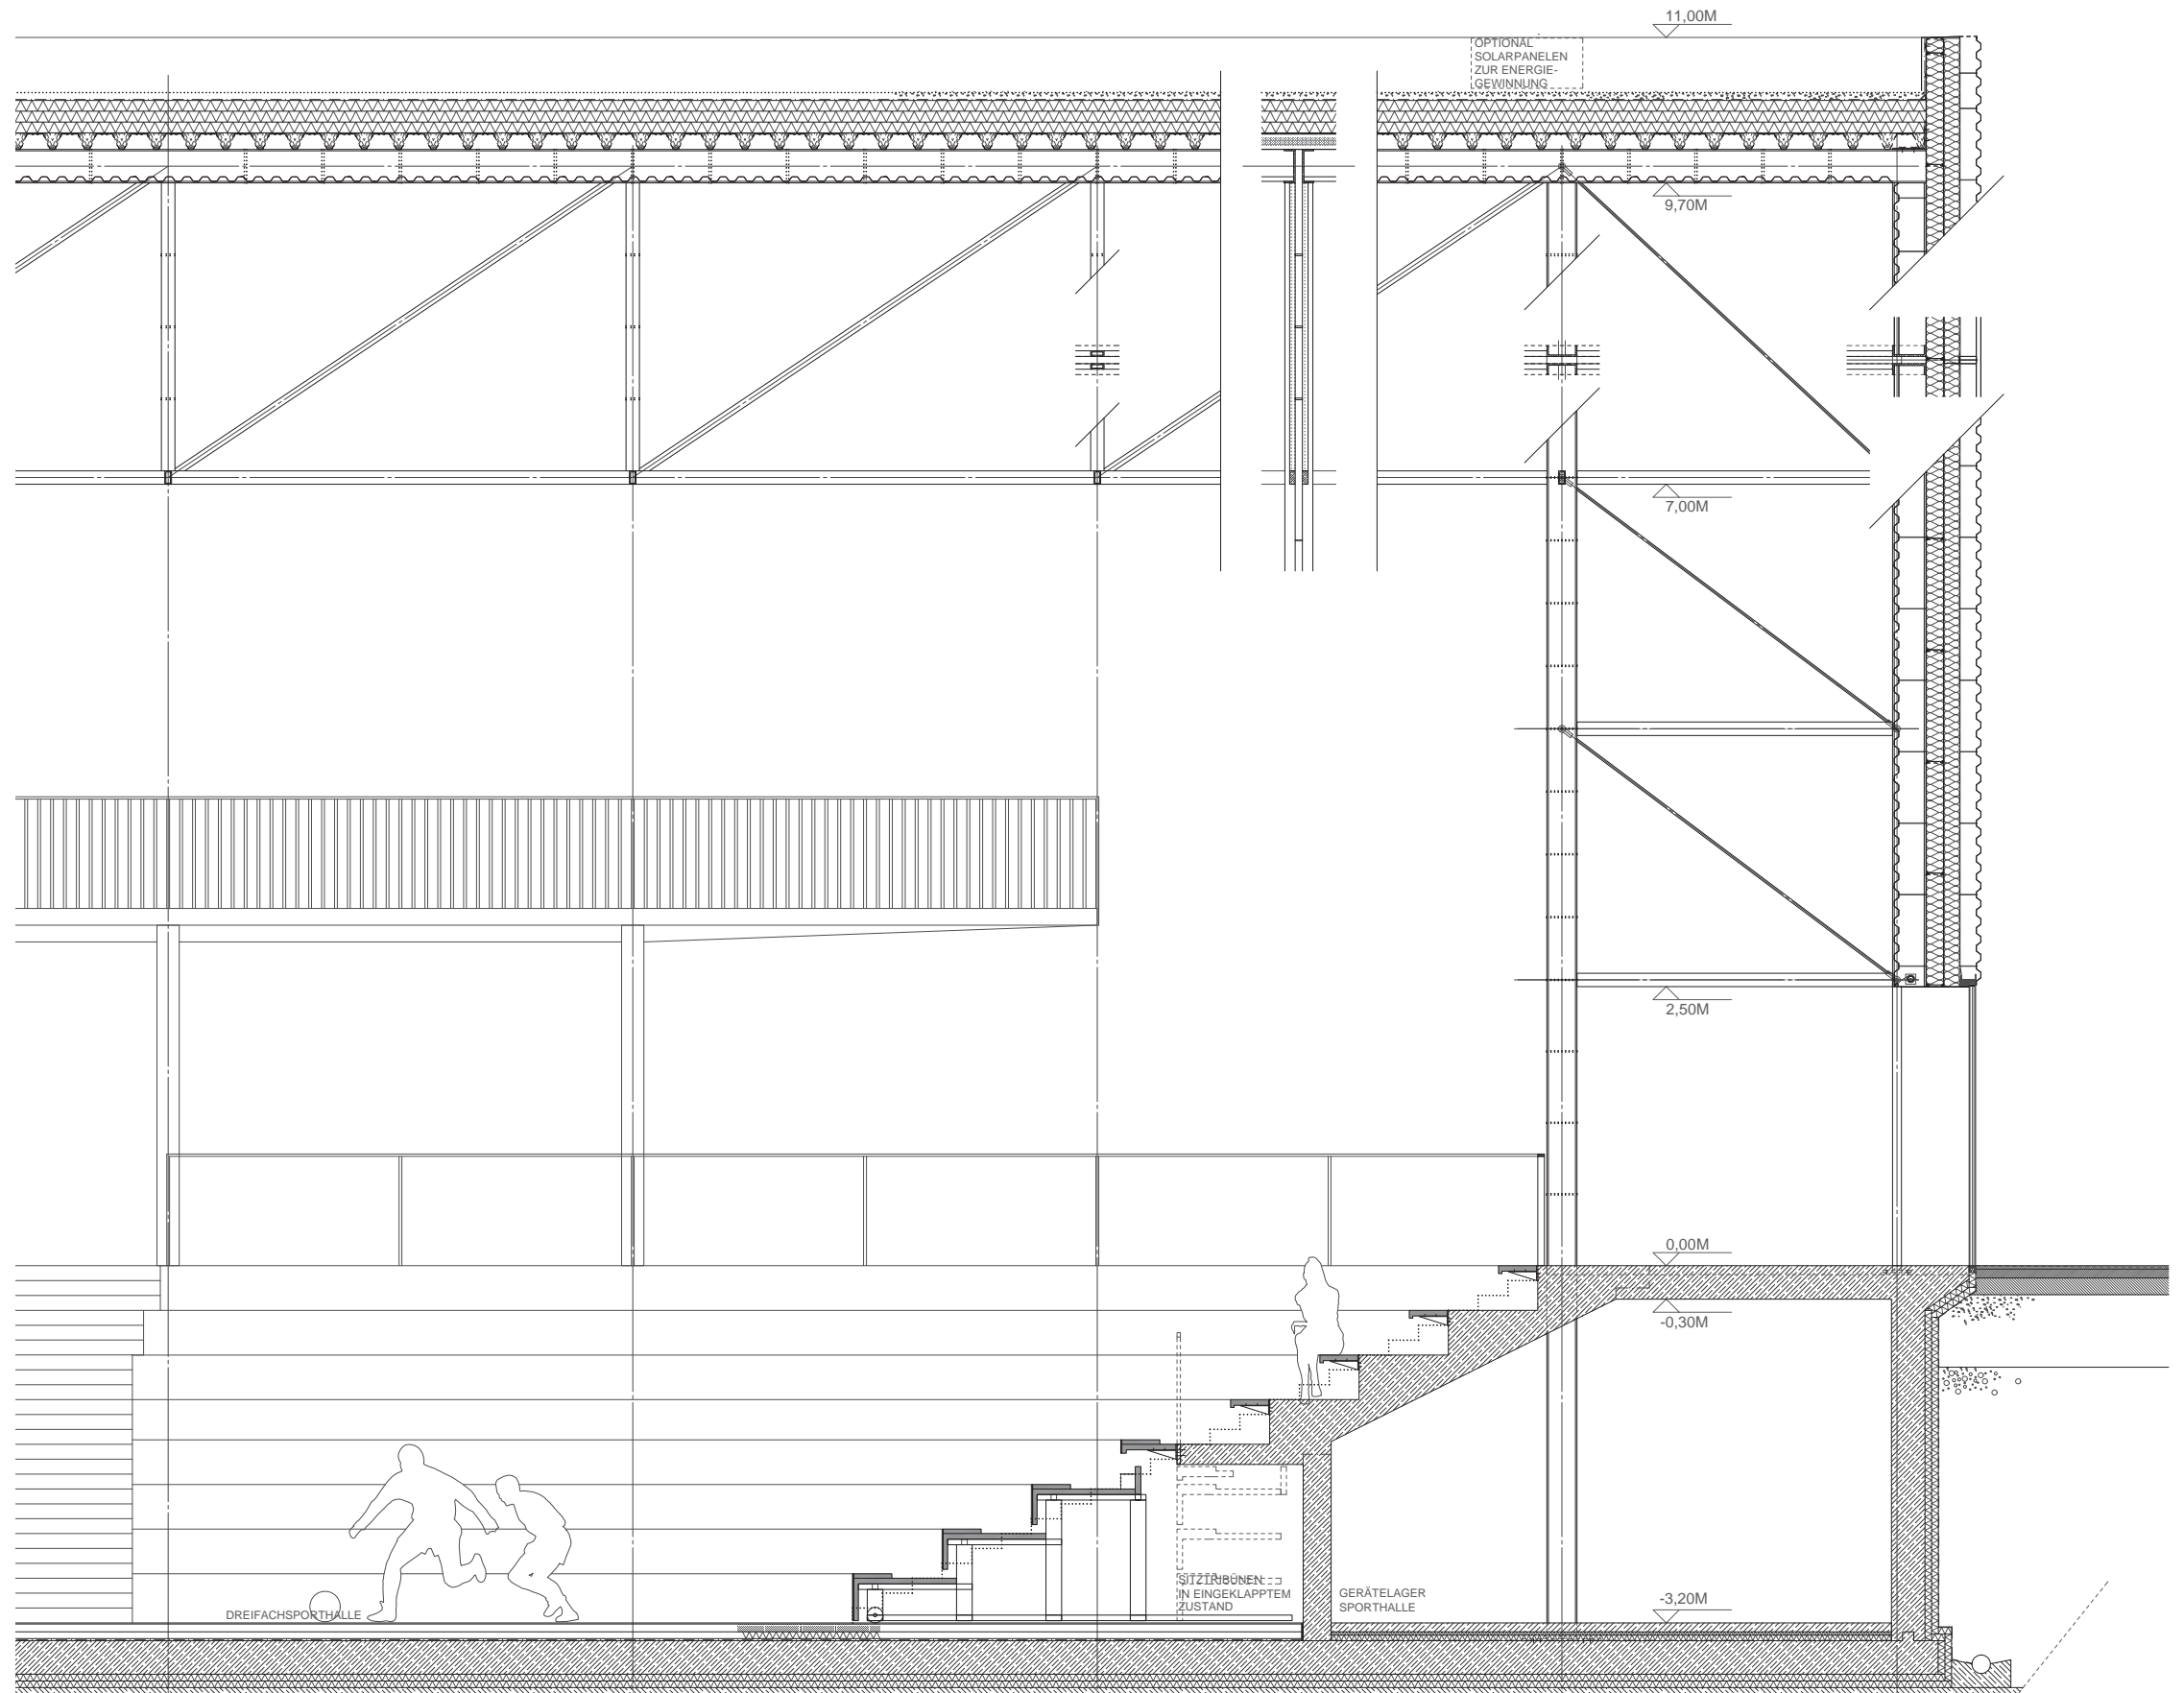 11,00M
OPTIONAL
SOLARPANELEN
ZUR ENERGIE-
GEWINNUNG
9,70M
7,00M
2,50M
0,00M
-0,30M
SITZTRIBÜNEN
IN EINGEKLAPPTEM
ZUSTAND
GERÄTELAGER
SPORTHALLE
-3,20M
DREIFACHSPORTHALLE